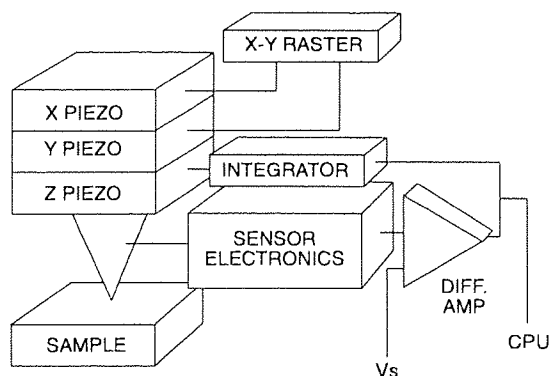 X-Y RASTER
X PIEZO
Y PIEZO
Z PIEZO
INTEGRATOR
SENSOR
ELECTRONICS
DIFF.
AMP
SAMPLE
CPU
Vs